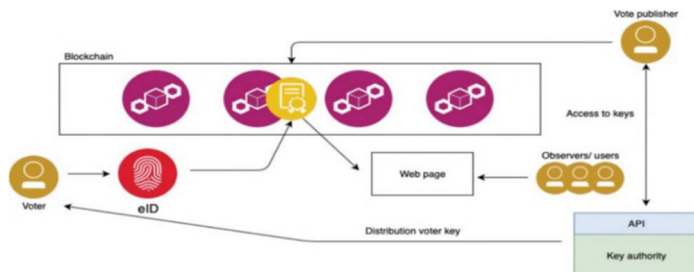 Vote publisher
Blockchain
Access to keys
Observers/ users
Web page
Voter
eID
Distribution voter key
API
Key authority